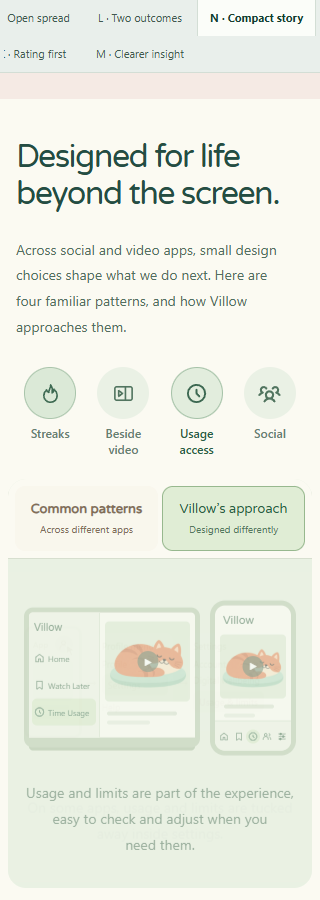 Open spread
L · Two outcomes
N · Compact story
· Rating first
M · Clearer insight
Designed for life
beyond the screen.
Across social and video apps, small design
choices shape what we do next. Here are
four familiar patterns, and how Villow
approaches them.
Streaks
Beside
video
Usage
access
Social
Common patterns
Across different apps
Villow's approach
Designed differently
Villow
Home
Watch Later
Time Usage
Villow
Usage and limits are part of the experience,
easy to check and adjust when you
need them.